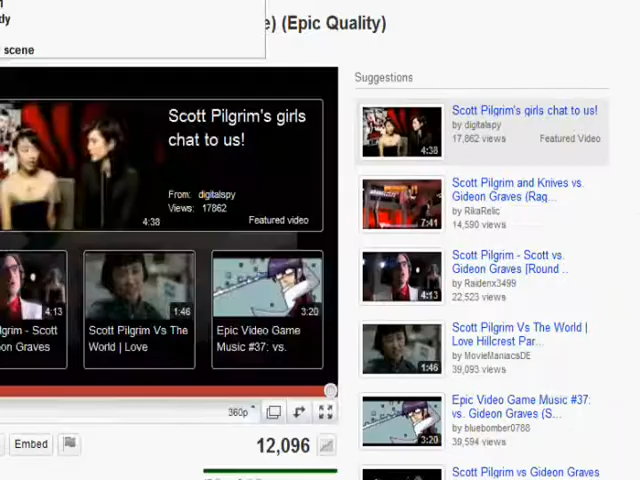 dy
scene
e) (Epic Quality)
Suggestions
Scott Pilgrim's girls
chat to us!
From: digitalspy
Views: 17862
4:38
Featured video
4:13
lgrim - Scott
on Graves
1:46
Scott Pilgrim Vs The
World | Love
3:20
Epic Video Game
Music #37: vs.
360p
Embed
12,096
Scott Pilgrim's girls chat to us!
by digitalspy
17,862 views
Featured Video
4:38
Scott Pilgrim and Knives vs.
Gideon Graves (Rag...
by RikaRelic
14,590 views
7:41
Scott Pilgrim - Scott vs.
Gideon Graves [Round ..
by Raidenx3499
22,523 views
4:13
Scott Pilgrim Vs The World |
Love Hillcrest Par...
by MovieManiacsDE
39,093 views
1:46
Epic Video Game Music #37:
vs. Gideon Graves (S...
by bluebomber0788
39,594 views
3:20
Scott Pilgrim vs Gideon Graves